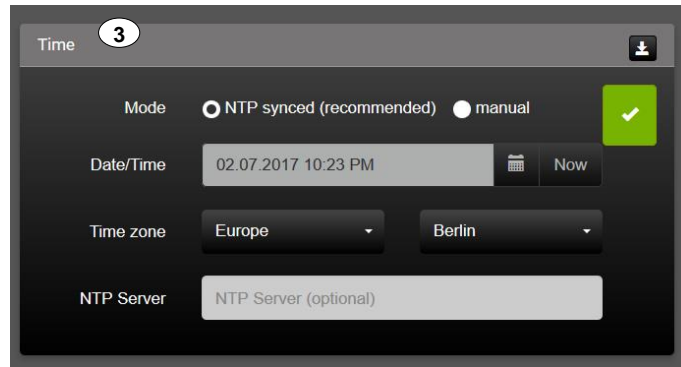 Time 3
Mode NTP synced (recommended) manual
Date/Time 02.07.2017 10:23 PM Now
Time zone Europe Berlin
NTP Server NTP Server (optional)